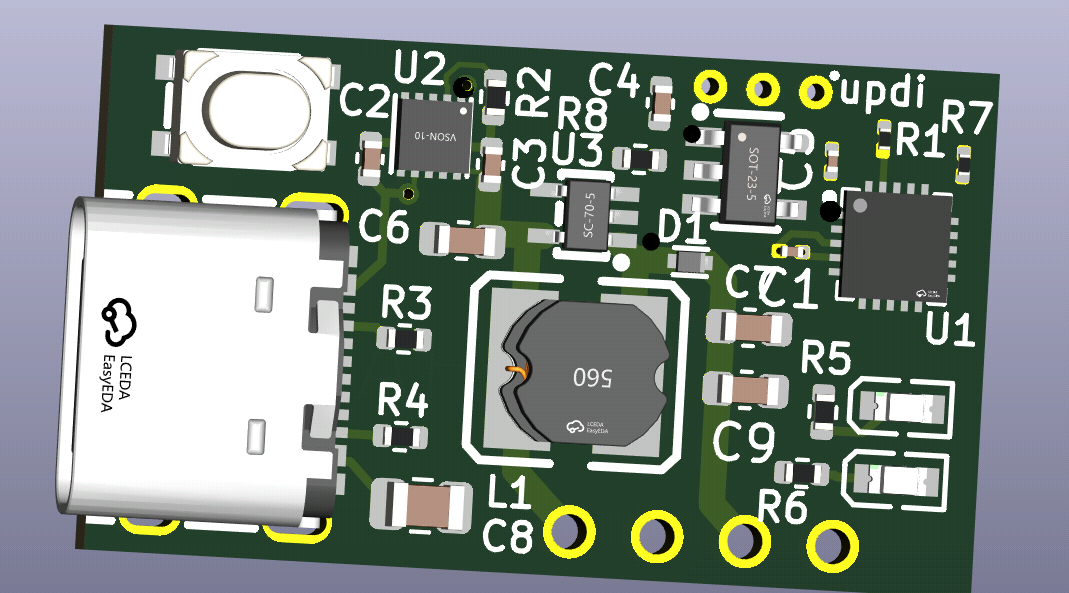 U2
C2
VSON-10
R2
C3
R8
U3
C4
updi
R7
R1
SOT-23-5
C
SC-70-5
C6
D1
LCEDA
EasyEDA
R3
560
LCEDA
EasyEDA
C7
C1
U1
R5
R4
C9
L1
C8
R6